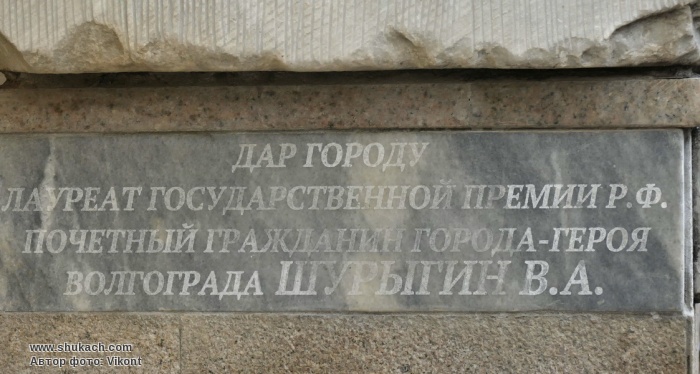 ДАР ГОРОДУ
ЛАУРЕАТ ГОСУДАРСТВЕННОЙ ПРЕМИИ Р.Ф.
ПОЧЕТНЫЙ ГРАЖДАНИН ГОРОДА-ГЕРОЯ
ВОЛГОГРАДА ШУРЫГИН В.А.
www.shukach.com
Автор фото: Vikont